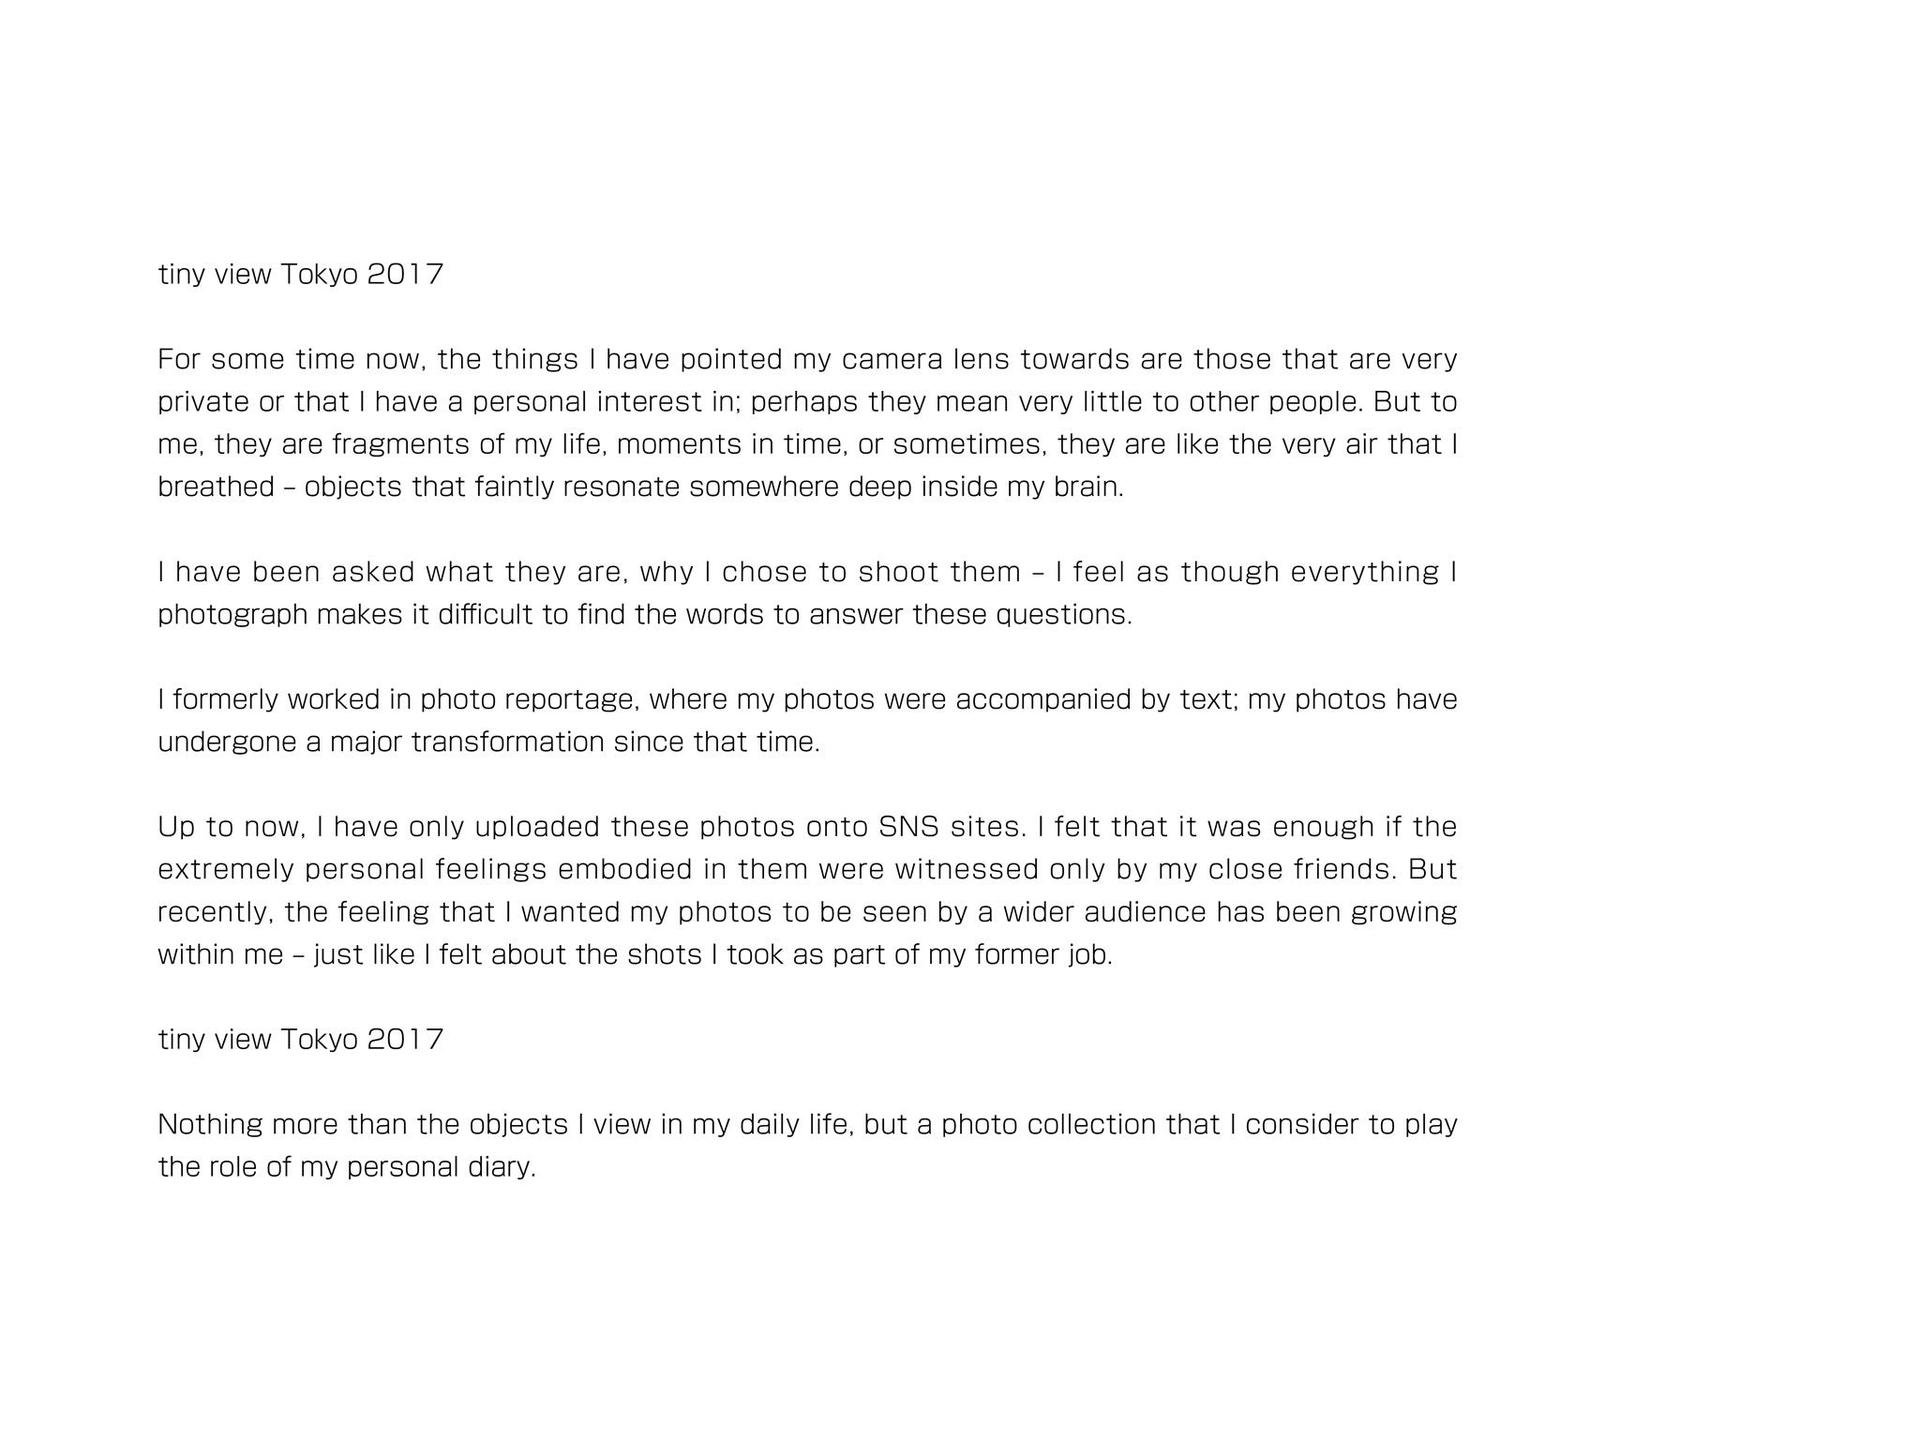 tiny view Tokyo 2017
For some time now, the things I have pointed my camera lens towards are those that are very
private or that I have a personal interest in; perhaps they mean very little to other people. But to
me, they are fragments of my life, moments in time, or sometimes, they are like the very air that I
breathed – objects that faintly resonate somewhere deep inside my brain.
I have been asked what they are, why I chose to shoot them – I feel as though everything I
photograph makes it difficult to find the words to answer these questions.
I formerly worked in photo reportage, where my photos were accompanied by text; my photos have
undergone a major transformation since that time.
Up to now, I have only uploaded these photos onto SNS sites. I felt that it was enough if the
extremely personal feelings embodied in them were witnessed only by my close friends. But
recently, the feeling that I wanted my photos to be seen by a wider audience has been growing
within me – just like I felt about the shots I took as part of my former job.
tiny view Tokyo 2017
Nothing more than the objects I view in my daily life, but a photo collection that I consider to play
the role of my personal diary.